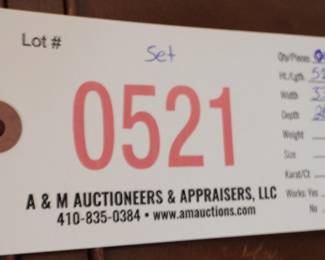 Lot #
Set
0521
A & M AUCTIONEERS & APPRAISERS, LLC
410-835-0384 • www.amauctions.com
Qty/Pieces
Ht./Lgth
Width
Depth
Weight
Size
Karat/Ct
Works: Yes
No